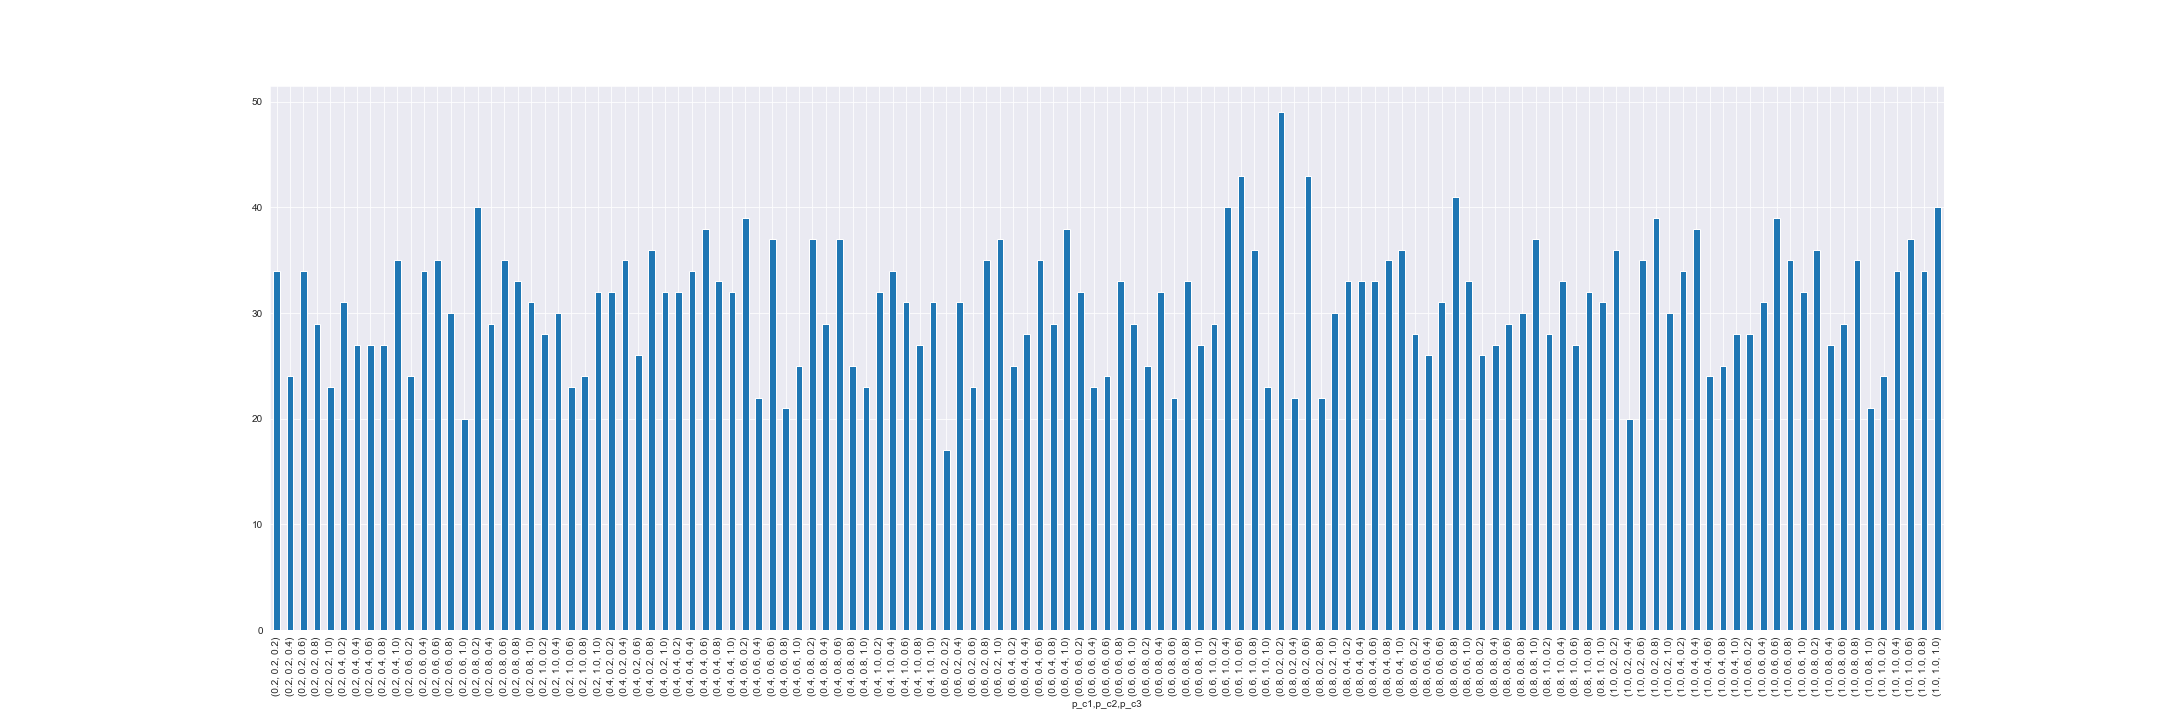 50
40
30
20
10
0
(0.2, 0.2, 0.2)
(0.2, 0.2, 0.4)
(0.2, 0.2, 0.6)
(0.2, 0.2, 0.8)
(0.2, 0.2, 1.0)
(0.2, 0.4, 0.2)
(0.2, 0.4, 0.4)
(0.2, 0.4, 0.6)
(0.2, 0.4, 0.8)
(0.2, 0.4, 1.0)
(0.2, 0.6, 0.2)
(0.2, 0.6, 0.4)
(0.2, 0.6, 0.6)
(0.2, 0.6, 0.8)
(0.2, 0.6, 1.0)
(0.2, 0.8, 0.2)
(0.2, 0.8, 0.4)
(0.2, 0.8, 0.6)
(0.2, 0.8, 0.8)
(0.2, 0.8, 1.0)
(0.2, 1.0, 0.2)
(0.2, 1.0, 0.4)
(0.2, 1.0, 0.6)
(0.2, 1.0, 0.8)
(0.2, 1.0, 1.0)
(0.4, 0.2, 0.2)
(0.4, 0.2, 0.4)
(0.4, 0.2, 0.6)
(0.4, 0.2, 0.8)
(0.4, 0.2, 1.0)
(0.4, 0.4, 0.2)
(0.4, 0.4, 0.4)
(0.4, 0.4, 0.6)
(0.4, 0.4, 0.8)
(0.4, 0.4, 1.0)
(0.4, 0.6, 0.2)
(0.4, 0.6, 0.4)
(0.4, 0.6, 0.6)
(0.4, 0.6, 0.8)
(0.4, 0.6, 1.0)
(0.4, 0.8, 0.2)
(0.4, 0.8, 0.4)
(0.4, 0.8, 0.6)
(0.4, 0.8, 0.8)
(0.4, 0.8, 1.0)
(0.4, 1.0, 0.2)
(0.4, 1.0, 0.4)
(0.4, 1.0, 0.6)
(0.4, 1.0, 0.8)
(0.4, 1.0, 1.0)
(0.6, 0.2, 0.2)
(0.6, 0.2, 0.4)
(0.6, 0.2, 0.6)
(0.6, 0.2, 0.8)
(0.6, 0.2, 1.0)
(0.6, 0.4, 0.2)
(0.6, 0.4, 0.4)
(0.6, 0.4, 0.6)
(0.6, 0.4, 0.8)
(0.6, 0.4, 1.0)
(0.6, 0.6, 0.2)
(0.6, 0.6, 0.4)
(0.6, 0.6, 0.6)
(0.6, 0.6, 0.8)
(0.6, 0.6, 1.0)
(0.6, 0.8, 0.2)
(0.6, 0.8, 0.4)
(0.6, 0.8, 0.6)
(0.6, 0.8, 0.8)
(0.6, 0.8, 1.0)
(0.6, 1.0, 0.2)
(0.6, 1.0, 0.4)
(0.6, 1.0, 0.6)
(0.6, 1.0, 0.8)
(0.6, 1.0, 1.0)
(0.8, 0.2, 0.2)
(0.8, 0.2, 0.4)
(0.8, 0.2, 0.6)
(0.8, 0.2, 0.8)
(0.8, 0.2, 1.0)
(0.8, 0.4, 0.2)
(0.8, 0.4, 0.4)
(0.8, 0.4, 0.6)
(0.8, 0.4, 0.8)
(0.8, 0.4, 1.0)
(0.8, 0.6, 0.2)
(0.8, 0.6, 0.4)
(0.8, 0.6, 0.6)
(0.8, 0.6, 0.8)
(0.8, 0.6, 1.0)
(0.8, 0.8, 0.2)
(0.8, 0.8, 0.4)
(0.8, 0.8, 0.6)
(0.8, 0.8, 0.8)
(0.8, 0.8, 1.0)
(0.8, 1.0, 0.2)
(0.8, 1.0, 0.4)
(0.8, 1.0, 0.6)
(0.8, 1.0, 0.8)
(0.8, 1.0, 1.0)
(1.0, 0.2, 0.2)
(1.0, 0.2, 0.4)
(1.0, 0.2, 0.6)
(1.0, 0.2, 0.8)
(1.0, 0.2, 1.0)
(1.0, 0.4, 0.2)
(1.0, 0.4, 0.4)
(1.0, 0.4, 0.6)
(1.0, 0.4, 0.8)
(1.0, 0.4, 1.0)
(1.0, 0.6, 0.2)
(1.0, 0.6, 0.4)
(1.0, 0.6, 0.6)
(1.0, 0.6, 0.8)
(1.0, 0.6, 1.0)
(1.0, 0.8, 0.2)
(1.0, 0.8, 0.4)
(1.0, 0.8, 0.6)
(1.0, 0.8, 0.8)
(1.0, 0.8, 1.0)
(1.0, 1.0, 0.2)
(1.0, 1.0, 0.4)
(1.0, 1.0, 0.6)
(1.0, 1.0, 0.8)
(1.0, 1.0, 1.0)
p_c1,p_c2,p_c3